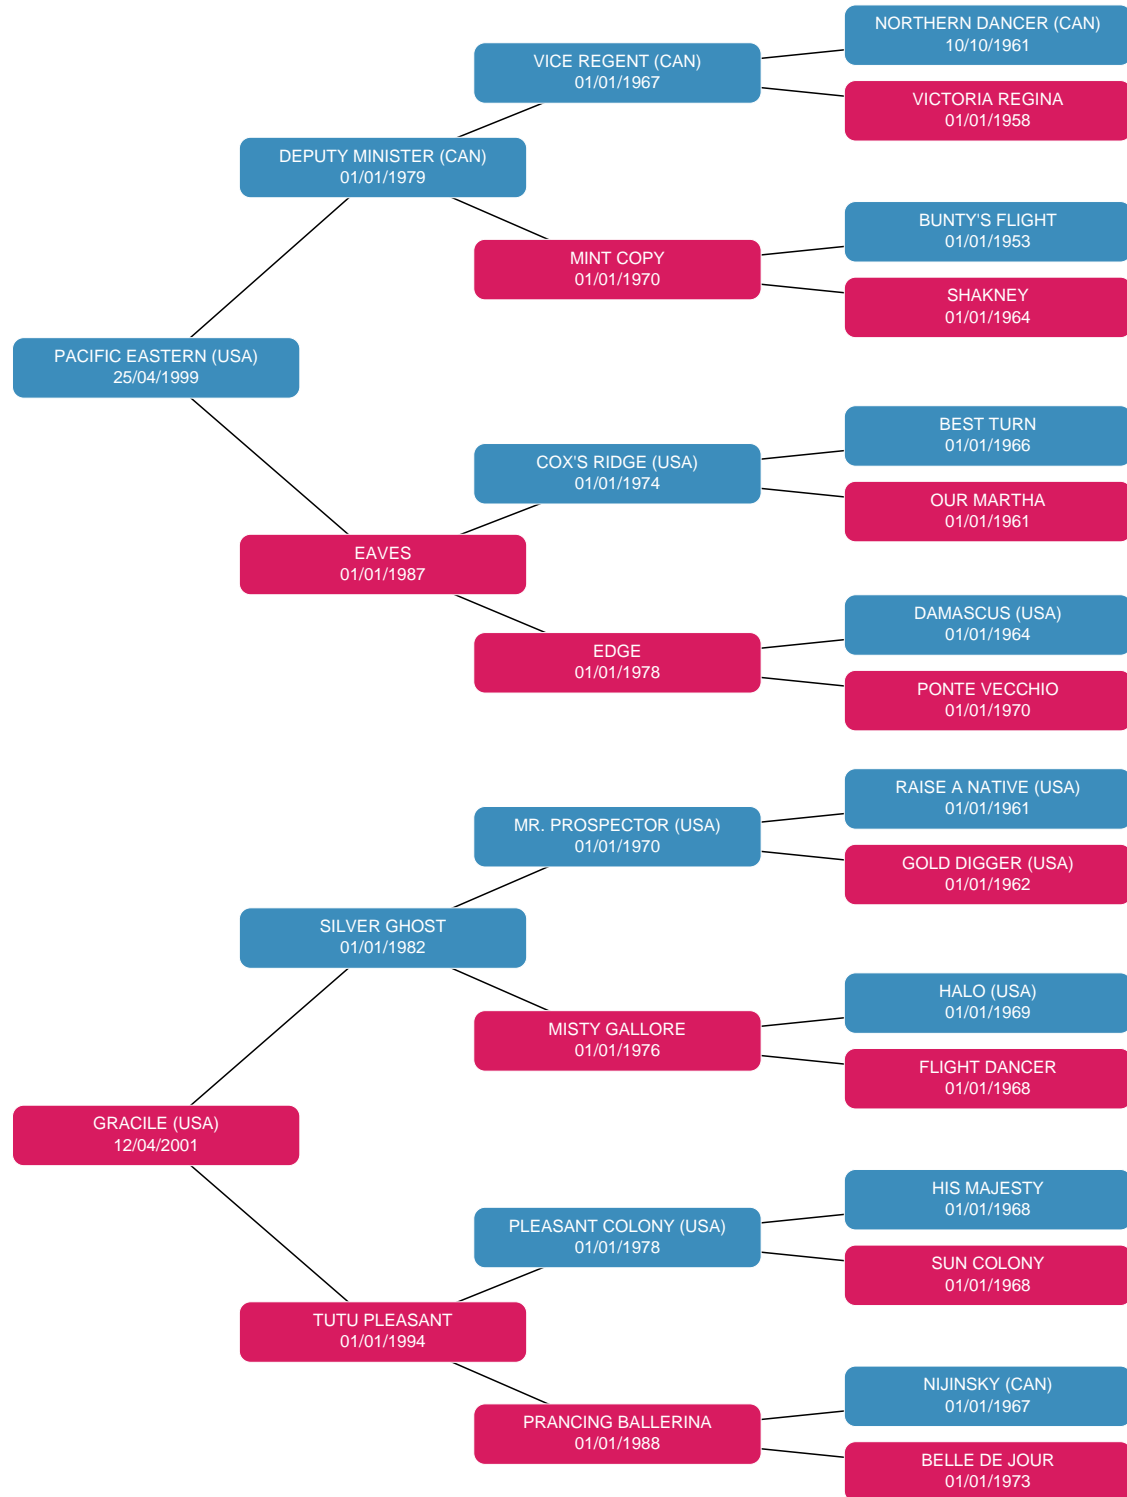 NORTHERN DANCER (CAN)
10/10/1961
VICE REGENT (CAN)
01/01/1967
VICTORIA REGINA
01/01/1958
DEPUTY MINISTER (CAN)
01/01/1979
BUNTY'S FLIGHT
01/01/1953
MINT COPY
01/01/1970
SHAKNEY
01/01/1964
PACIFIC EASTERN (USA)
25/04/1999
BEST TURN
01/01/1966
COX'S RIDGE (USA)
01/01/1974
OUR MARTHA
01/01/1961
EAVES
01/01/1987
DAMASCUS (USA)
01/01/1964
EDGE
01/01/1978
PONTE VECCHIO
01/01/1970
RAISE A NATIVE (USA)
01/01/1961
MR. PROSPECTOR (USA)
01/01/1970
GOLD DIGGER (USA)
01/01/1962
SILVER GHOST
01/01/1982
HALO (USA)
01/01/1969
MISTY GALLORE
01/01/1976
FLIGHT DANCER
01/01/1968
GRACILE (USA)
12/04/2001
HIS MAJESTY
01/01/1968
PLEASANT COLONY (USA)
01/01/1978
SUN COLONY
01/01/1968
TUTU PLEASANT
01/01/1994
NIJINSKY (CAN)
01/01/1967
PRANCING BALLERINA
01/01/1988
BELLE DE JOUR
01/01/1973